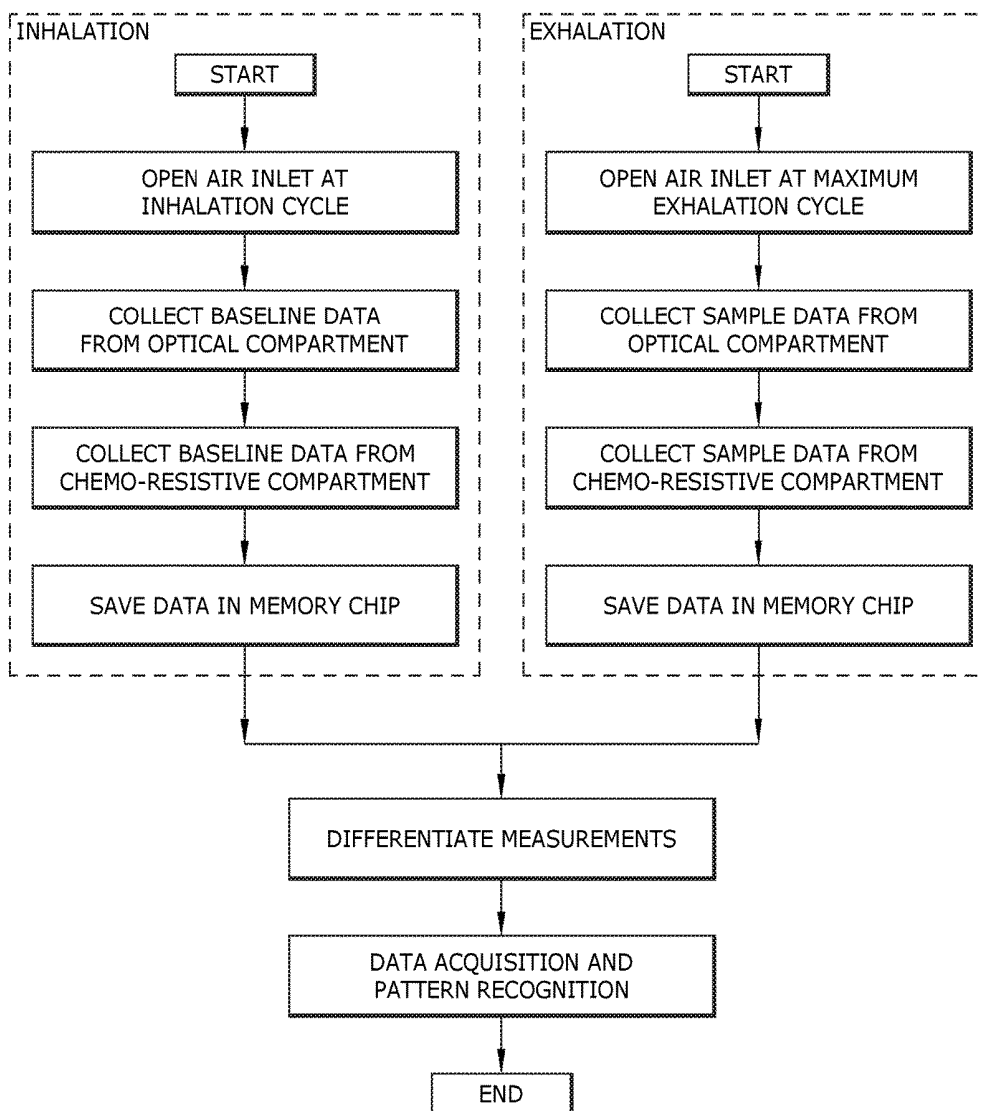 INHALATION
START
OPEN AIR INLET AT
INHALATION CYCLE
COLLECT BASELINE DATA
FROM OPTICAL COMPARTMENT
COLLECT BASELINE DATA FROM
CHEMO-RESISTIVE COMPARTMENT
SAVE DATA IN MEMORY CHIP
EXHALATION
START
OPEN AIR INLET AT MAXIMUM
EXHALATION CYCLE
COLLECT SAMPLE DATA FROM
OPTICAL COMPARTMENT
COLLECT SAMPLE DATA FROM
CHEMO-RESISTIVE COMPARTMENT
SAVE DATA IN MEMORY CHIP
DIFFERENTIATE MEASUREMENTS
DATA ACQUISITION AND
PATTERN RECOGNITION
END